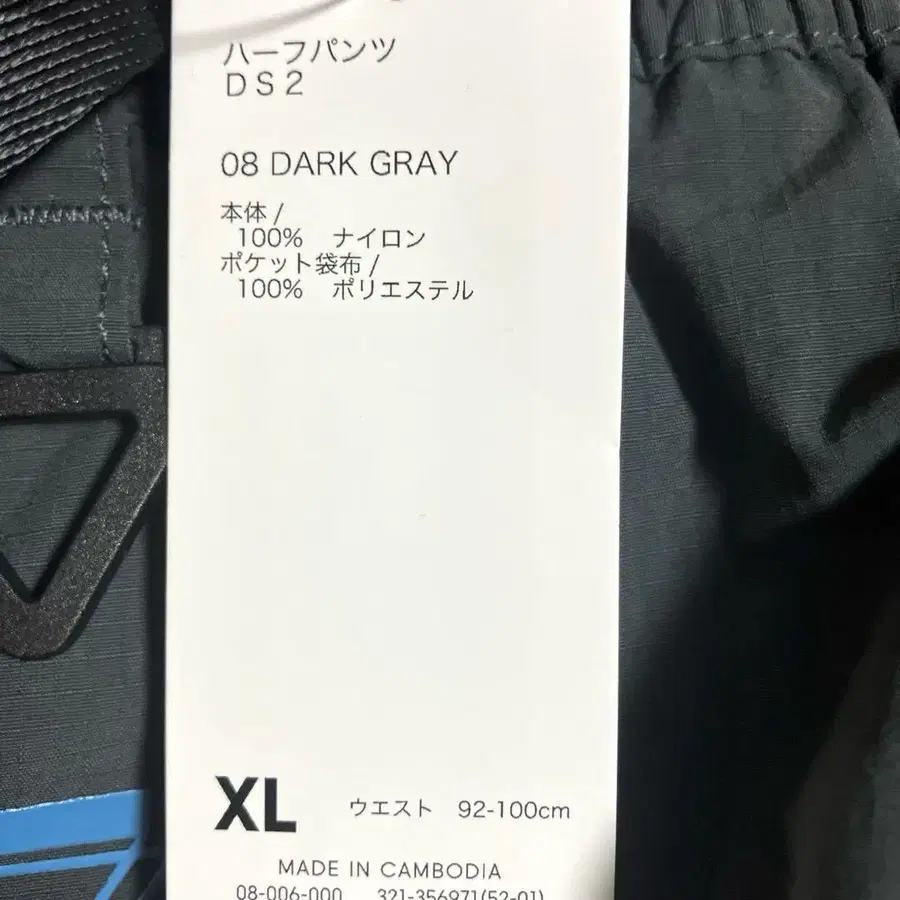 ハーフパンツ
ＤＳ２
08 DARK GRAY
本体 /
100%　ナイロン
ポケット袋布 /
100%　ポリエステル
XL　ウエスト　92-100cm
MADE IN CAMBODIA
08-006-000　321-356971(52-01)